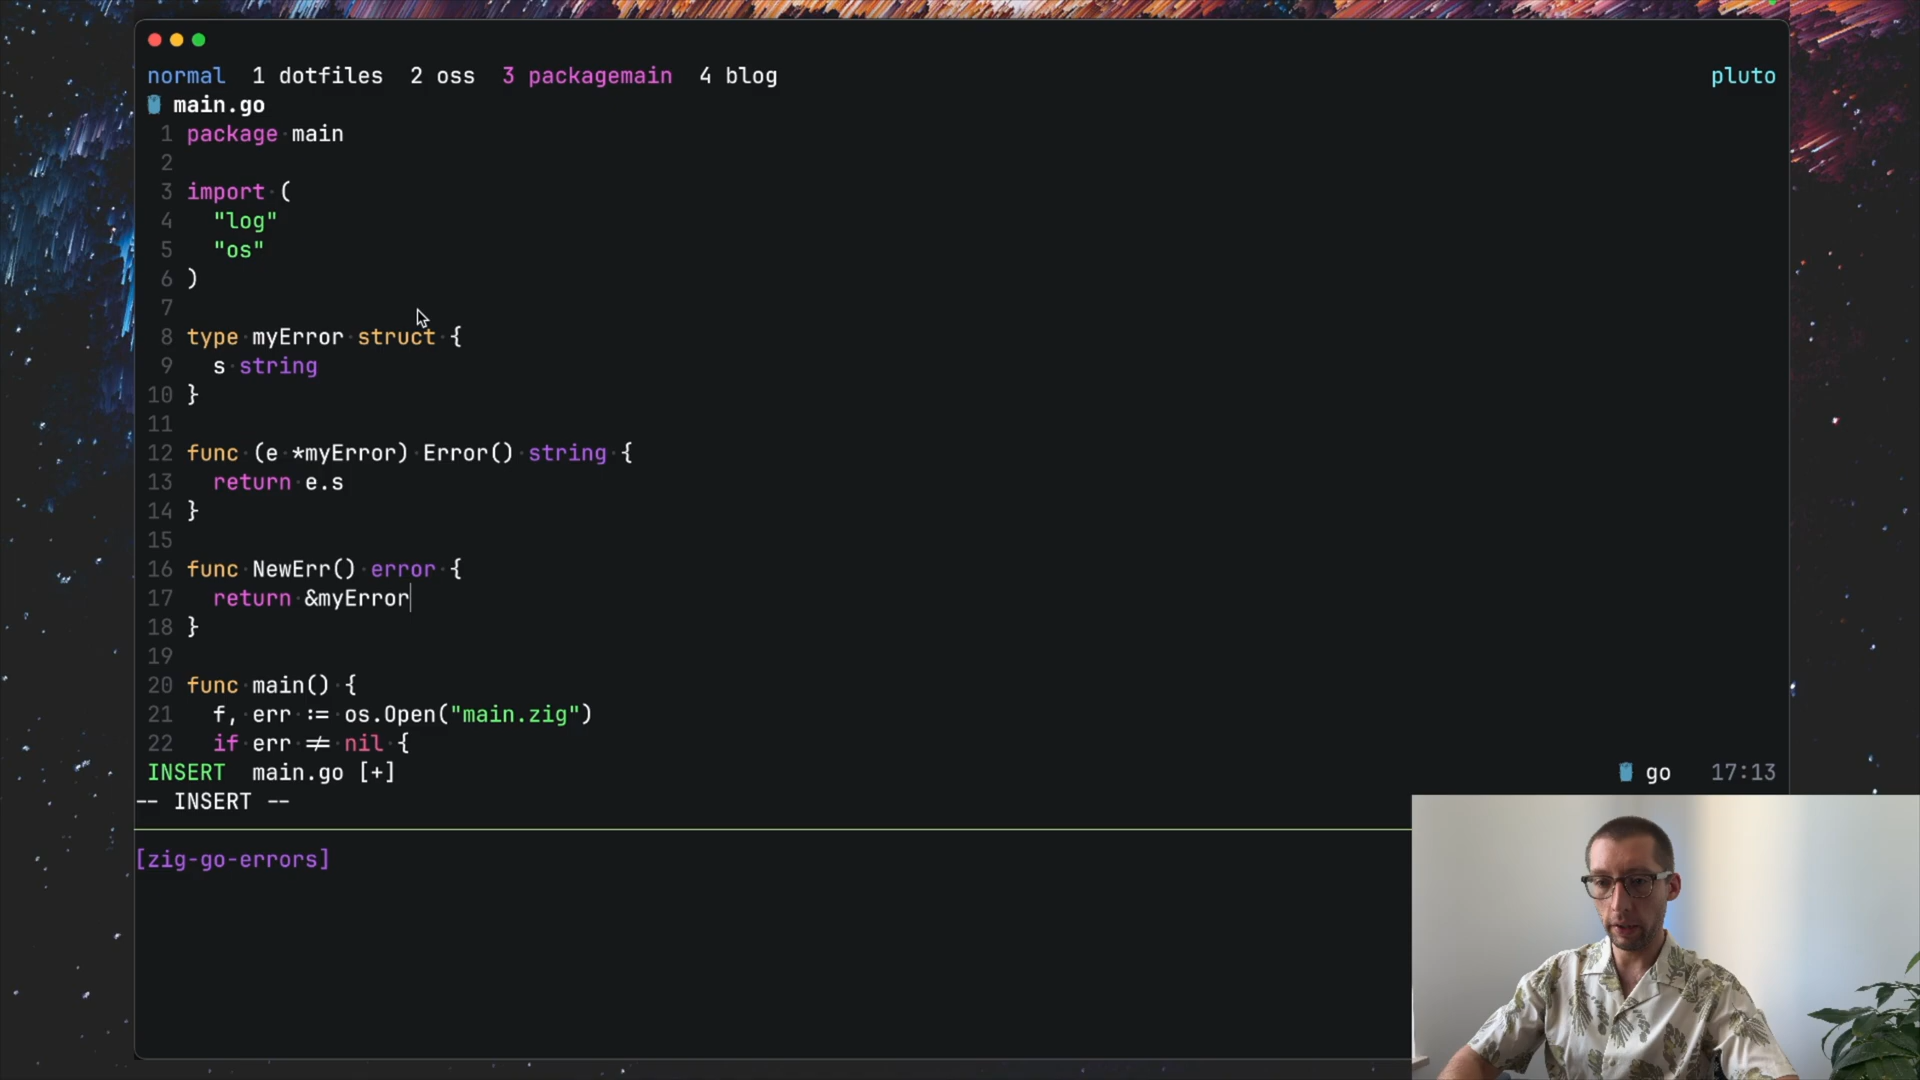 normal 1 dotfiles 2 oss 3 packagemain 4 blog pluto
main.go
1 package main
2
3 import (
4 "log"
5 "os"
6 )
7
8 type myError struct {
9 s string
10 }
11
12 func (e *myError) Error() string {
13 return e.s
14 }
15
16 func NewErr() error {
17 return &myError
18 }
19
20 func main() {
21 f, err := os.Open("main.zig")
22 if err != nil {
INSERT main.go [+] go 17:13
-- INSERT --
[zig-go-errors]